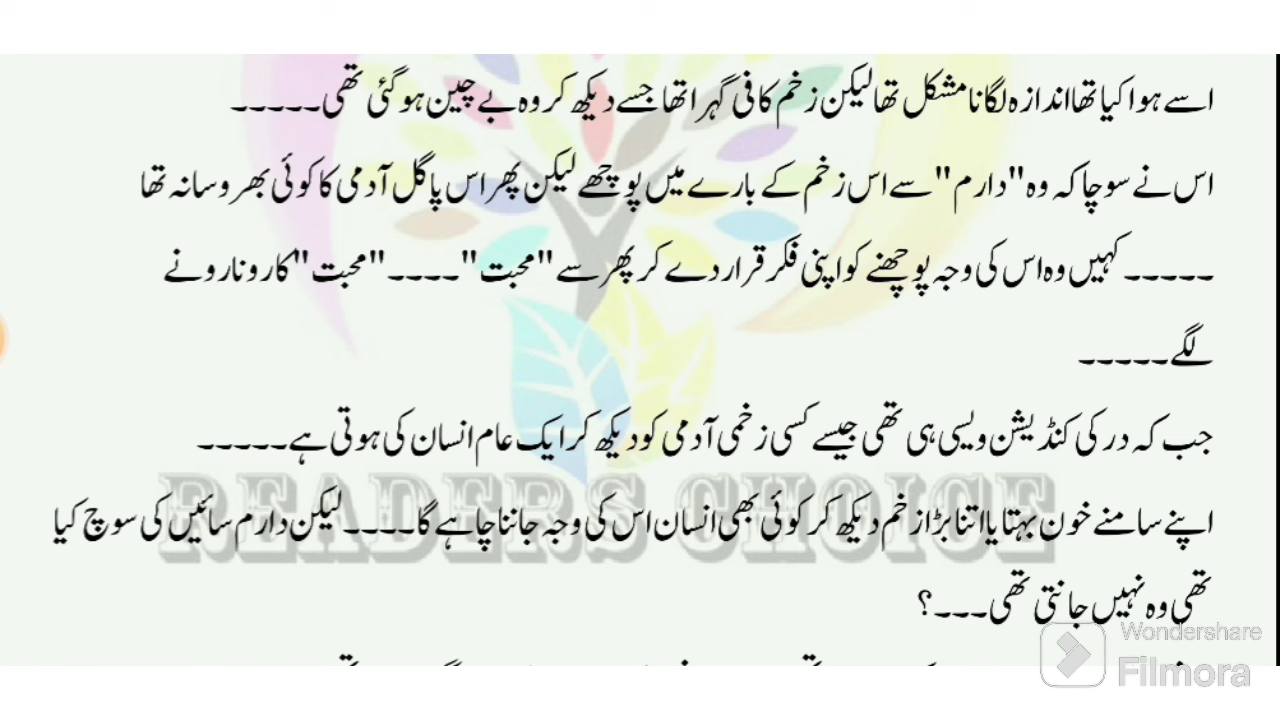 اسے ہوا کیا تھا اندازہ لگانا مشکل تھا لیکن زخم کافی گہرا تھا جسے دیکھ کر وہ بے چین ہو گئی تھی۔۔۔۔۔
اس نے سوچا کہ وہ "دارم" سے اس زخم کے بارے میں پوچھے لیکن پھر اس پاگل آدمی کا کوئی بھروسا نہ تھا
۔۔۔۔۔ کہیں وہ اس کی وجہ پوچھنے کو اپنی فکر قرار دے کر پھر سے "محبت" ۔۔۔۔ "محبت" کا رونا رونے
لگے۔۔۔۔۔
جب کہ در کی کنڈیشن ویسی ہی تھی جیسے کسی زخمی آدمی کو دیکھ کر ایک عام انسان کی ہوتی ہے۔۔۔۔۔
READERS CHOICE
اپنے سامنے خون بہتا یا اتنا بڑا زخم دیکھ کر کوئی بھی انسان اس کی وجہ جاننا چاہے گا۔۔۔۔ لیکن دارم سائیں کی سوچ کیا
تھی وہ نہیں جانتی تھی۔۔۔؟
Wondershare
Filmora